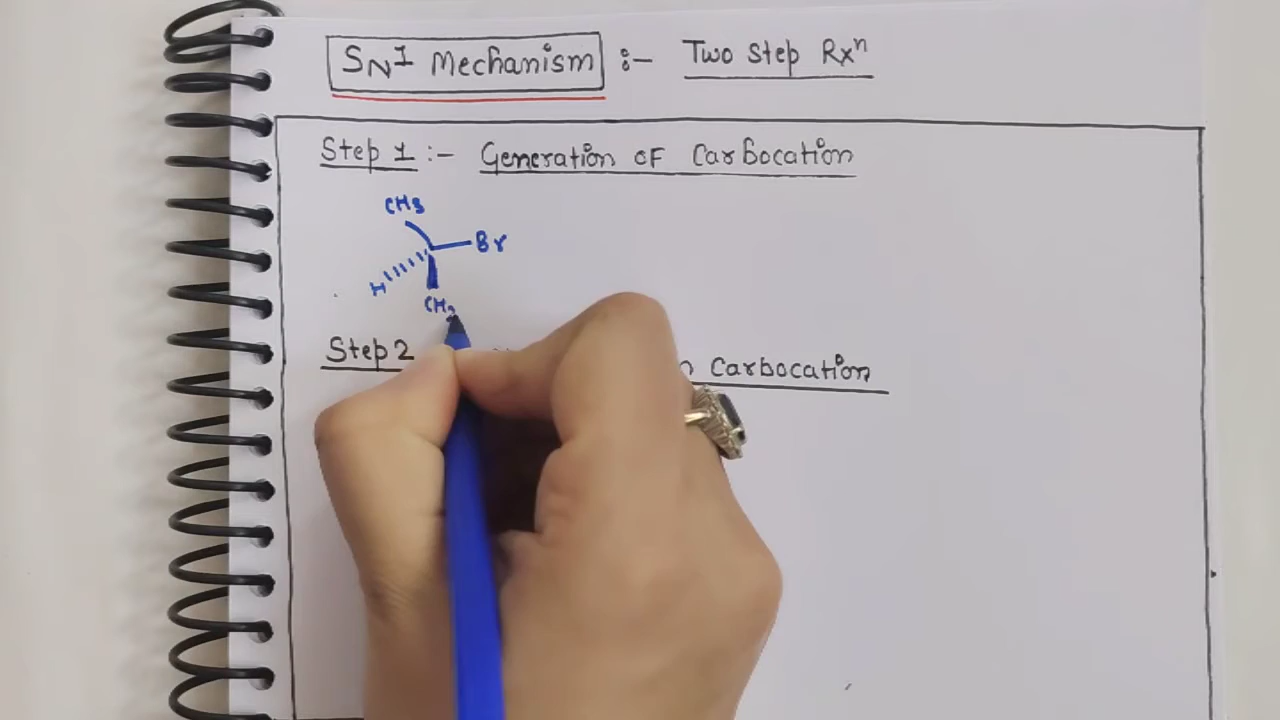 SN1 Mechanism :- Two Step Rxn
Step 1 :- Generation OF Carbocation
CH3
Br
H
CH3
Step 2 Carbocation